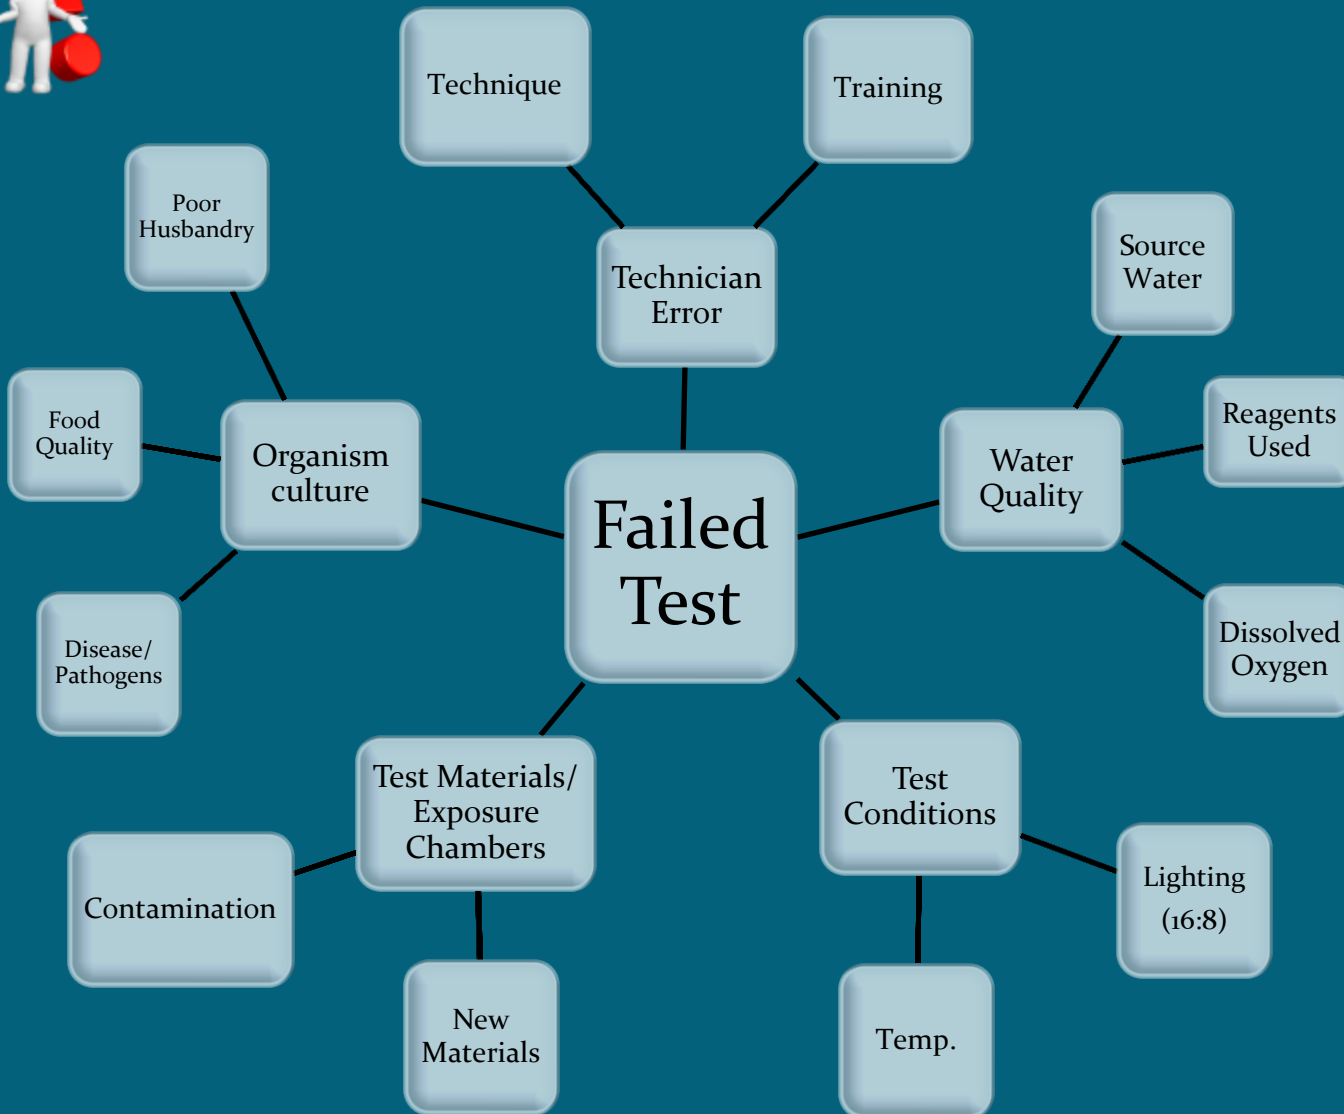 Technique
Training
Poor
Husbandry
Technician
Error
Source
Water
Food
Quality
Organism
culture
Water
Quality
Reagents
Used
Failed
Test
Disease/
Pathogens
Dissolved
Oxygen
Test Materials/
Exposure
Chambers
Test
Conditions
Contamination
Lighting
(16:8)
New
Materials
Temp.